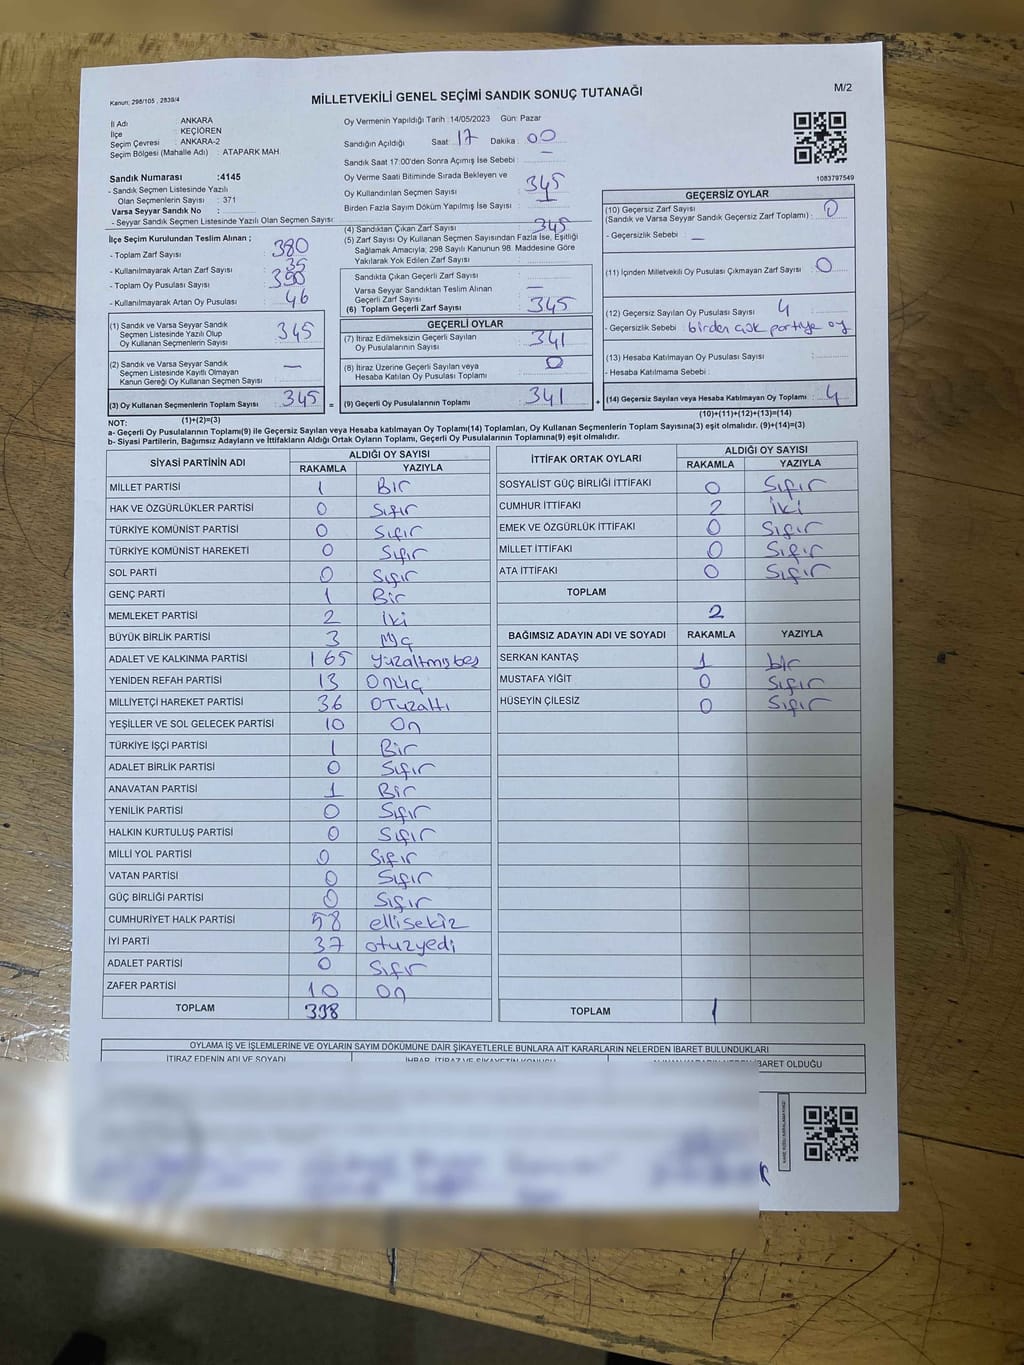 Kanun; 298/105 , 2839/4
MİLLETVEKİLİ GENEL SEÇİMİ SANDIK SONUÇ TUTANAĞI
M/2
İl Adı : ANKARA
İlçe : KEÇİÖREN
Seçim Çevresi : ANKARA-2
Seçim Bölgesi (Mahalle Adı) : ATAPARK MAH.
Sandık Numarası :4145
- Sandık Seçmen Listesinde Yazılı
Olan Seçmenlerin Sayısı : 371
Varsa Seyyar Sandık No :
- Seyyar Sandık Seçmen Listesinde Yazılı Olan Seçmen Sayısı:
Oy Vermenin Yapıldığı Tarih :14/05/2023 Gün: Pazar
Sandığın Açıldığı Saat 17 Dakika : 00
Sandık Saat 17:00'den Sonra Açımış İse Sebebi : —
Oy Verme Saati Bitiminde Sırada Bekleyen ve
Oy Kullandırılan Seçmen Sayısı : 345
Birden Fazla Sayım Döküm Yapılmış İse Sayısı :
1083797549
İlçe Seçim Kurulundan Teslim Alınan ;
- Toplam Zarf Sayısı : 380
- Kullanılmayarak Artan Zarf Sayısı : 35
- Toplam Oy Pusulası :
- Kullanılmayarak Artan Oy Pusulası : 46
(1) Sandık ve Varsa Seyyar Sandık
Seçmen Listesinde Yazılı Olup
Oy Kullanan Seçmenlerin Sayısı : 345
(2) Sandık ve Varsa Seyyar Sandık
Seçmen Listesinde Kayıtlı Olmayan
Kanun Gereği Oy Kullanan Seçmen Sayısı : —
(3) Oy Kullanan Seçmenlerin Toplam Sayısı : 345 =
(1)+(2)=(3)
(4) Sandıktan Çıkan Zarf Sayısı : 345
(5) Zarf Sayısı Oy Kullanan Seçmen Sayısından Fazla İse, Eşitliği
Sağlamak Amacıyla, 298 Sayılı Kanunun 98. Maddesine Göre
Yakılarak Yok Edilen Zarf Sayısı :
Sandıkta Çıkan Geçerli Zarf Sayısı :
Varsa Seyyar Sandıktan Teslim Alınan
Geçerli Zarf Sayısı : —
(6) Toplam Geçerli Zarf Sayısı : 345
GEÇERLİ OYLAR
(7) İtiraz Edilmeksizin Geçerli Sayılan
Oy Pusulalarının Sayısı : 341
(8) İtiraz Üzerine Geçerli Sayılan veya
Hesaba Katılan Oy Pusulası Toplamı : 0
(9) Geçerli Oy Pusulalarının Toplamı : 341 +
GEÇERSİZ OYLAR
(10) Geçersiz Zarf Sayısı
(Sandık ve Varsa Seyyar Sandık Geçersiz Zarf Toplamı) : 0
- Geçersizlik Sebebi : —
(11) İçinden Milletvekili Oy Pusulası Çıkmayan Zarf Sayısı : 0
(12) Geçersiz Sayılan Oy Pusulası Sayısı : 4
- Geçersizlik Sebebi : birden çok partiye oy
(13) Hesaba Katılmayan Oy Pusulası Sayısı :
- Hesaba Katılmama Sebebi :
(14) Geçersiz Sayılan veya Hesaba Katılmayan Oy Toplamı : 4
(10)+(11)+(12)+(13)=(14)
NOT:
a- Geçerli Oy Pusulalarının Toplamı(9) ile Geçersiz Sayılan veya Hesaba Katılmayan Oy Toplamı(14) Toplamları, Oy Kullanan Seçmenlerin Toplam Sayısına(3) eşit olmalıdır. (9)+(14)=(3)
b- Siyasi Partilerin, Bağımsız Adayların ve İttifakların Aldığı Ortak Oyların Toplamı, Geçerli Oy Pusulalarının Toplamına(9) eşit olmalıdır.
SİYASİ PARTİNİN ADI ALDIĞI OY SAYISI
RAKAMLA YAZIYLA
MİLLET PARTİSİ 1 Bir
HAK VE ÖZGÜRLÜKLER PARTİSİ 0 Sıfır
TÜRKİYE KOMÜNİST PARTİSİ 0 Sıfır
TÜRKİYE KOMÜNİST HAREKETİ 0 Sıfır
SOL PARTİ 0 Sıfır
GENÇ PARTİ 1 Bir
MEMLEKET PARTİSİ 2 İki
BÜYÜK BİRLİK PARTİSİ 3 Üç
ADALET VE KALKINMA PARTİSİ 165 yüzaltmışbeş
YENİDEN REFAH PARTİSİ 13 Onüç
MİLLİYETÇİ HAREKET PARTİSİ 36 OTuzaltı
YEŞİLLER VE SOL GELECEK PARTİSİ 10 On
TÜRKİYE İŞÇİ PARTİSİ 1 Bir
ADALET BİRLİK PARTİSİ 0 Sıfır
ANAVATAN PARTİSİ 1 Bir
YENİLİK PARTİSİ 0 Sıfır
HALKIN KURTULUŞ PARTİSİ 0 Sıfır
MİLLİ YOL PARTİSİ 0 Sıfır
VATAN PARTİSİ 0 Sıfır
GÜÇ BİRLİĞİ PARTİSİ 0 Sıfır
CUMHURİYET HALK PARTİSİ 58 ellisekiz
İYİ PARTİ 37 otuzyedi
ADALET PARTİSİ 0 Sıfır
ZAFER PARTİSİ 10 On
TOPLAM 338
İTTİFAK ORTAK OYLARI ALDIĞI OY SAYISI
RAKAMLA YAZIYLA
SOSYALİST GÜÇ BİRLİĞİ İTTİFAKI 0 Sıfır
CUMHUR İTTİFAKI 2 İki
EMEK VE ÖZGÜRLÜK İTTİFAKI 0 Sıfır
MİLLET İTTİFAKI 0 Sıfır
ATA İTTİFAKI 0 Sıfır
TOPLAM 2
BAĞIMSIZ ADAYIN ADI VE SOYADI RAKAMLA YAZIYLA
SERKAN KANTAŞ 1 bir
MUSTAFA YİĞİT 0 Sıfır
HÜSEYİN ÇİLESİZ 0 Sıfır
TOPLAM 1
OYLAMA İŞ VE İŞLEMLERİNE VE OYLARIN SAYIM DÖKÜMÜNE DAİR ŞİKAYETLERLE BUNLARA AİT KARARLARIN NELERDEN İBARET BULUNDUKLARI
İTİRAZ EDENİN ADI VE SOYADI İHBAR, İTİRAZ VE ŞİKAYETİN KONUSU İBARET OLDUĞU